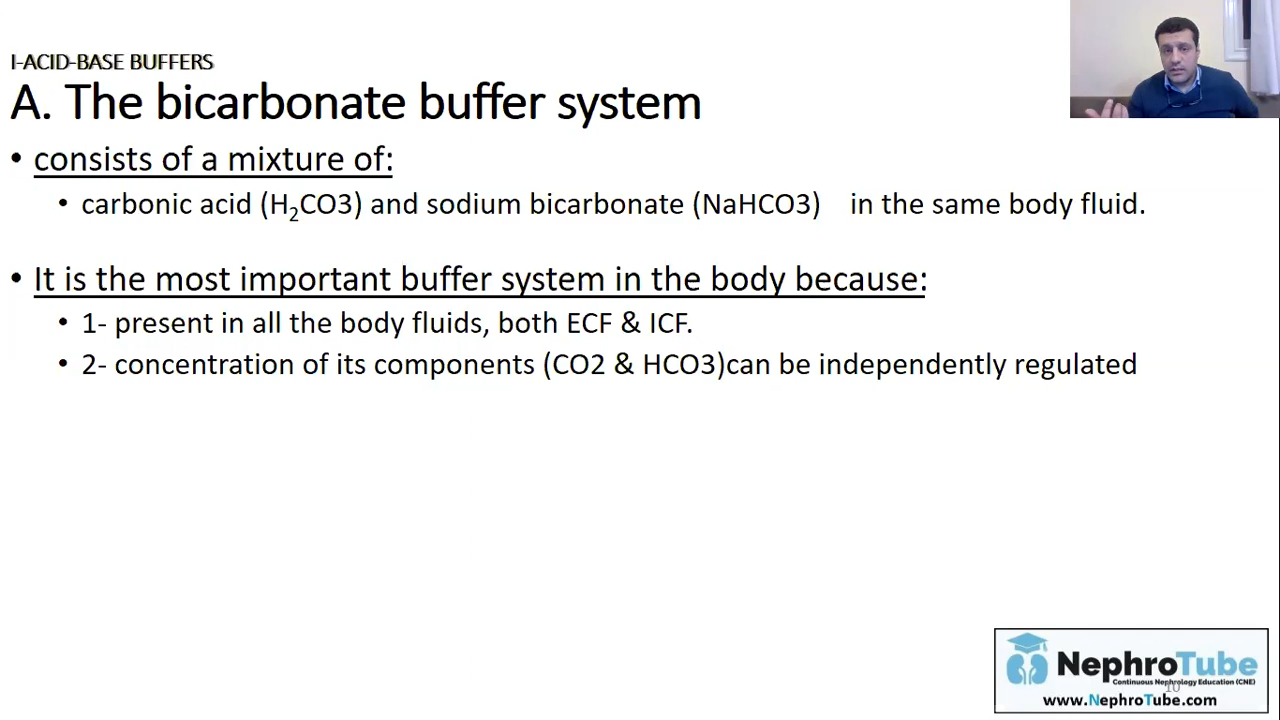 I-ACID-BASE BUFFERS
A. The bicarbonate buffer system
• consists of a mixture of:
• carbonic acid (H₂CO3) and sodium bicarbonate (NaHCO3) in the same body fluid.
• It is the most important buffer system in the body because:
• 1- present in all the body fluids, both ECF & ICF.
• 2- concentration of its components (CO2 & HCO3)can be independently regulated
NephroTube
Continuous Nephrology Education (CNE)
10
www.NephroTube.com